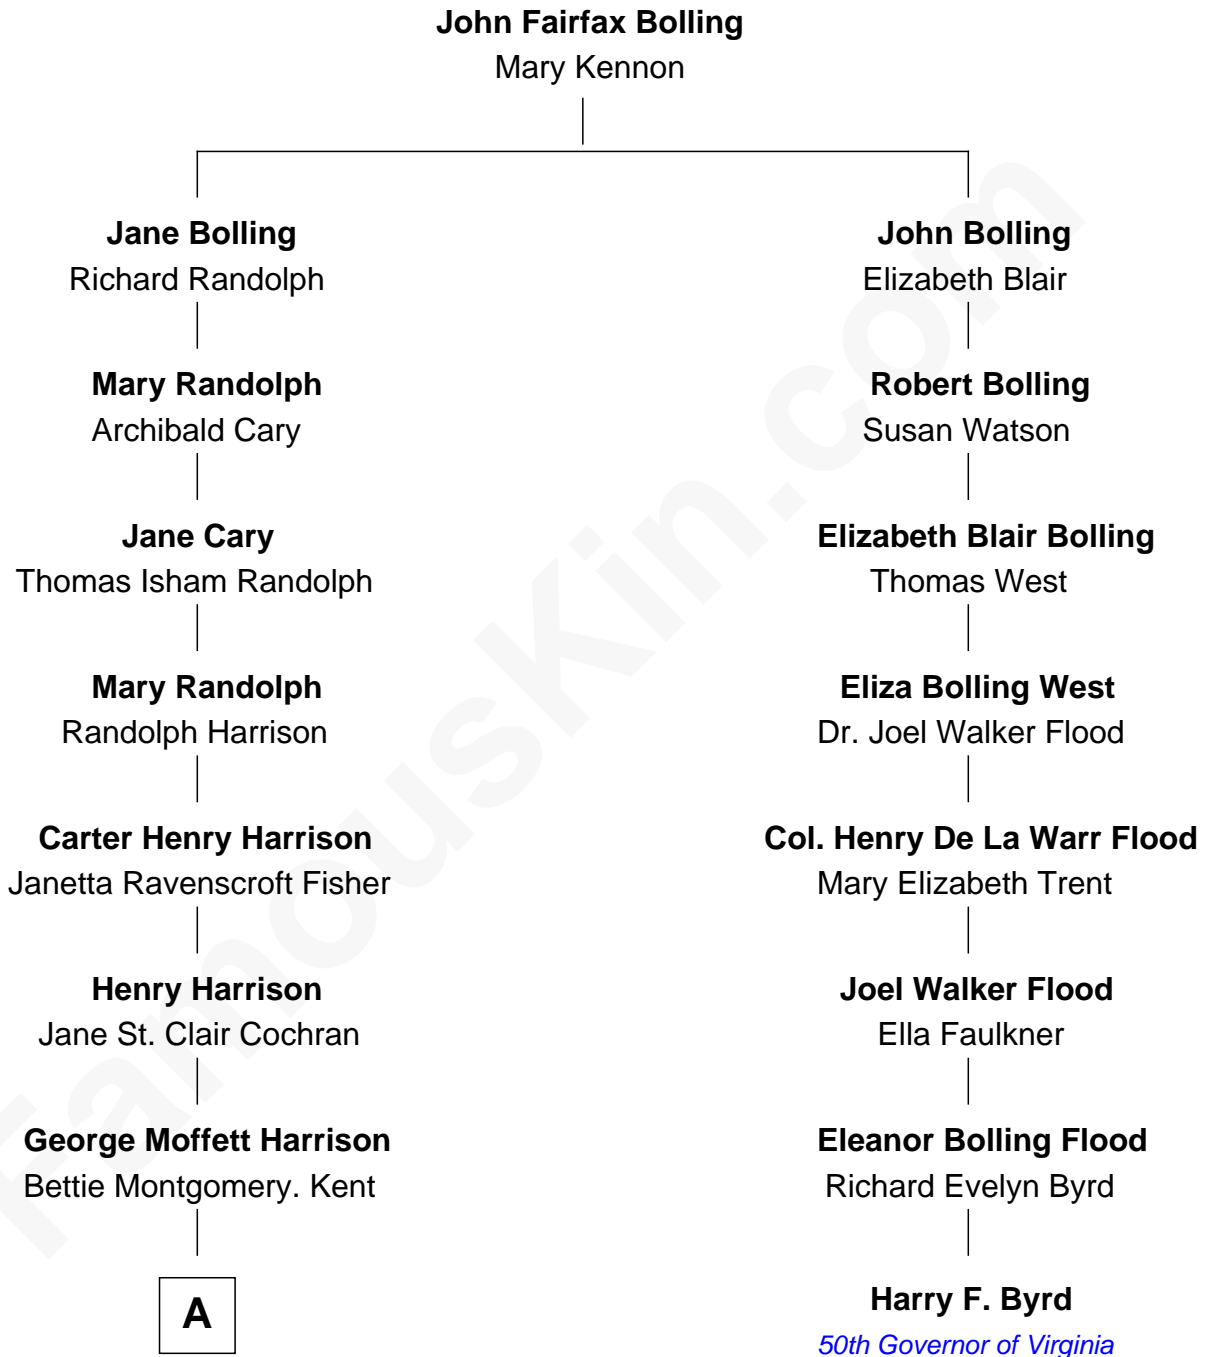 John Fairfax Bolling
Mary Kennon
Jane Bolling
Richard Randolph
John Bolling
Elizabeth Blair
Mary Randolph
Archibald Cary
Robert Bolling
Susan Watson
Jane Cary
Thomas Isham Randolph
Elizabeth Blair Bolling
Thomas West
Mary Randolph
Randolph Harrison
Eliza Bolling West
Dr. Joel Walker Flood
Carter Henry Harrison
Janetta Ravenscroft Fisher
Col. Henry De La Warr Flood
Mary Elizabeth Trent
Henry Harrison
Jane St. Clair Cochran
Joel Walker Flood
Ella Faulkner
George Moffett Harrison
Bettie Montgomery. Kent
Eleanor Bolling Flood
Richard Evelyn Byrd
A
Harry F. Byrd
50th Governor of Virginia
FamousKin.com